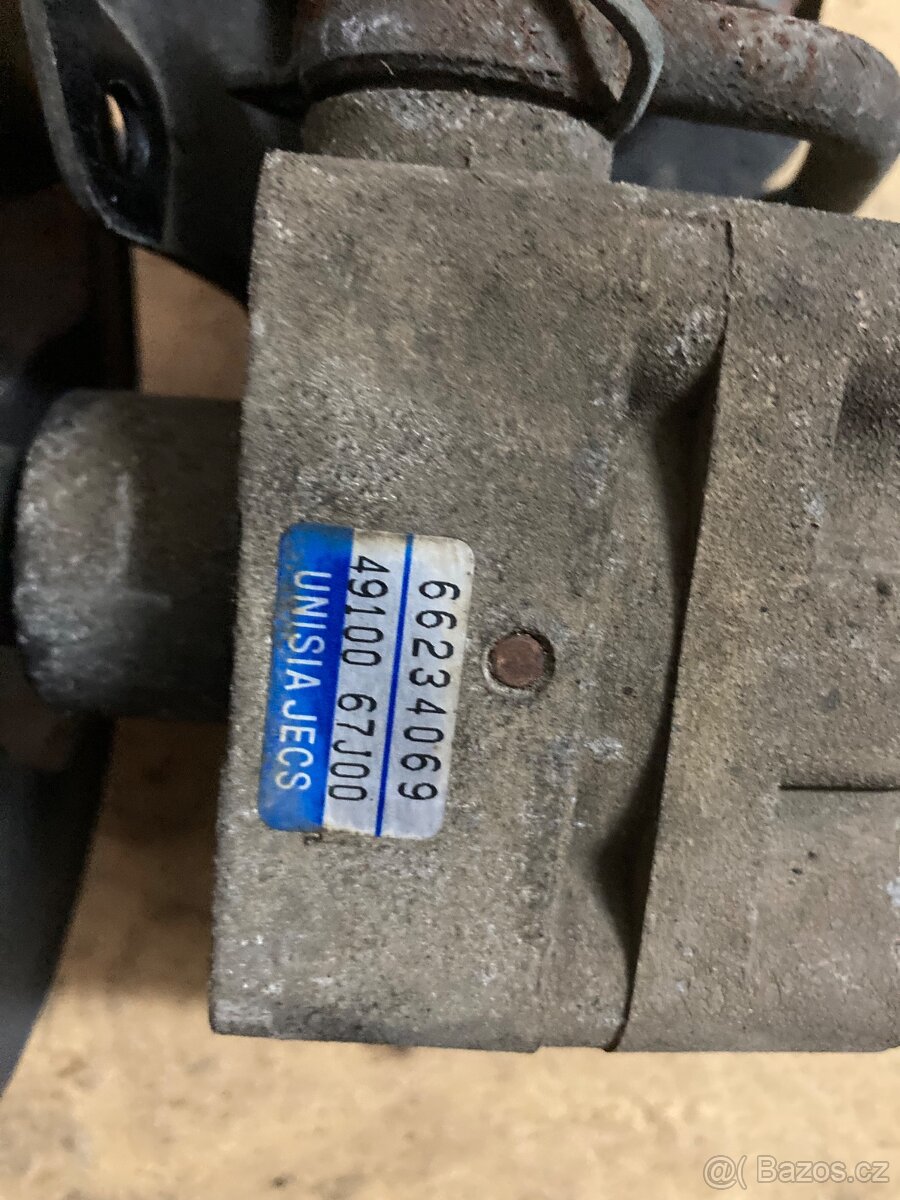 66234069
49100 67J00
UNISIA JECS
@( Bazos.cz